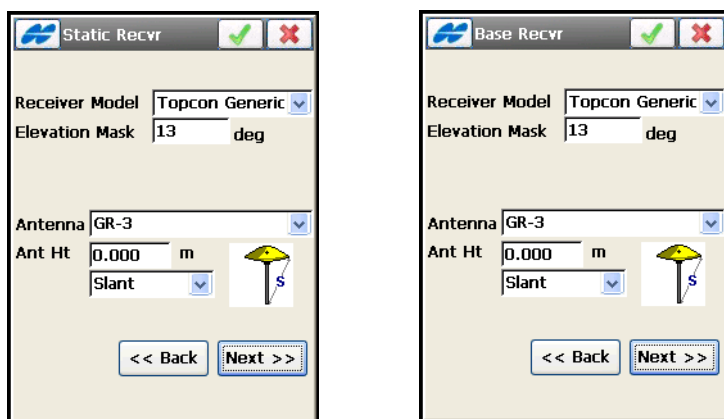 Static Recvr
Receiver Model Topcon Generic
Elevation Mask 13 deg
Antenna GR-3
Ant Ht 0.000 m
Slant
S
<< Back Next >>
Base Recvr
Receiver Model Topcon Generic
Elevation Mask 13 deg
Antenna GR-3
Ant Ht 0.000 m
Slant
S
<< Back Next >>